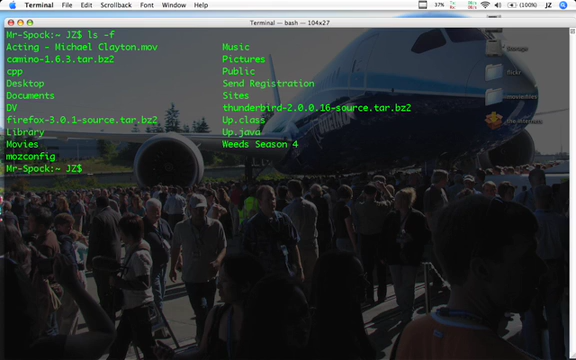 Terminal File Edit Scrollback Font Window Help 37% (100%) JZ
Terminal — bash — 104x27
Mr-Spock:~ JZ$ ls -f
Acting - Michael Clayton.mov Music
camino-1.6.3.tar.bz2 Pictures
cpp Public
Desktop Send Registration
Documents Sites
DV thunderbird-2.0.0.16-source.tar.bz2
firefox-3.0.1-source.tar.bz2 Up.class
Library Up.java
Movies Weeds Season 4
mozconfig
Mr-Spock:~ JZ$
Storage
flickr